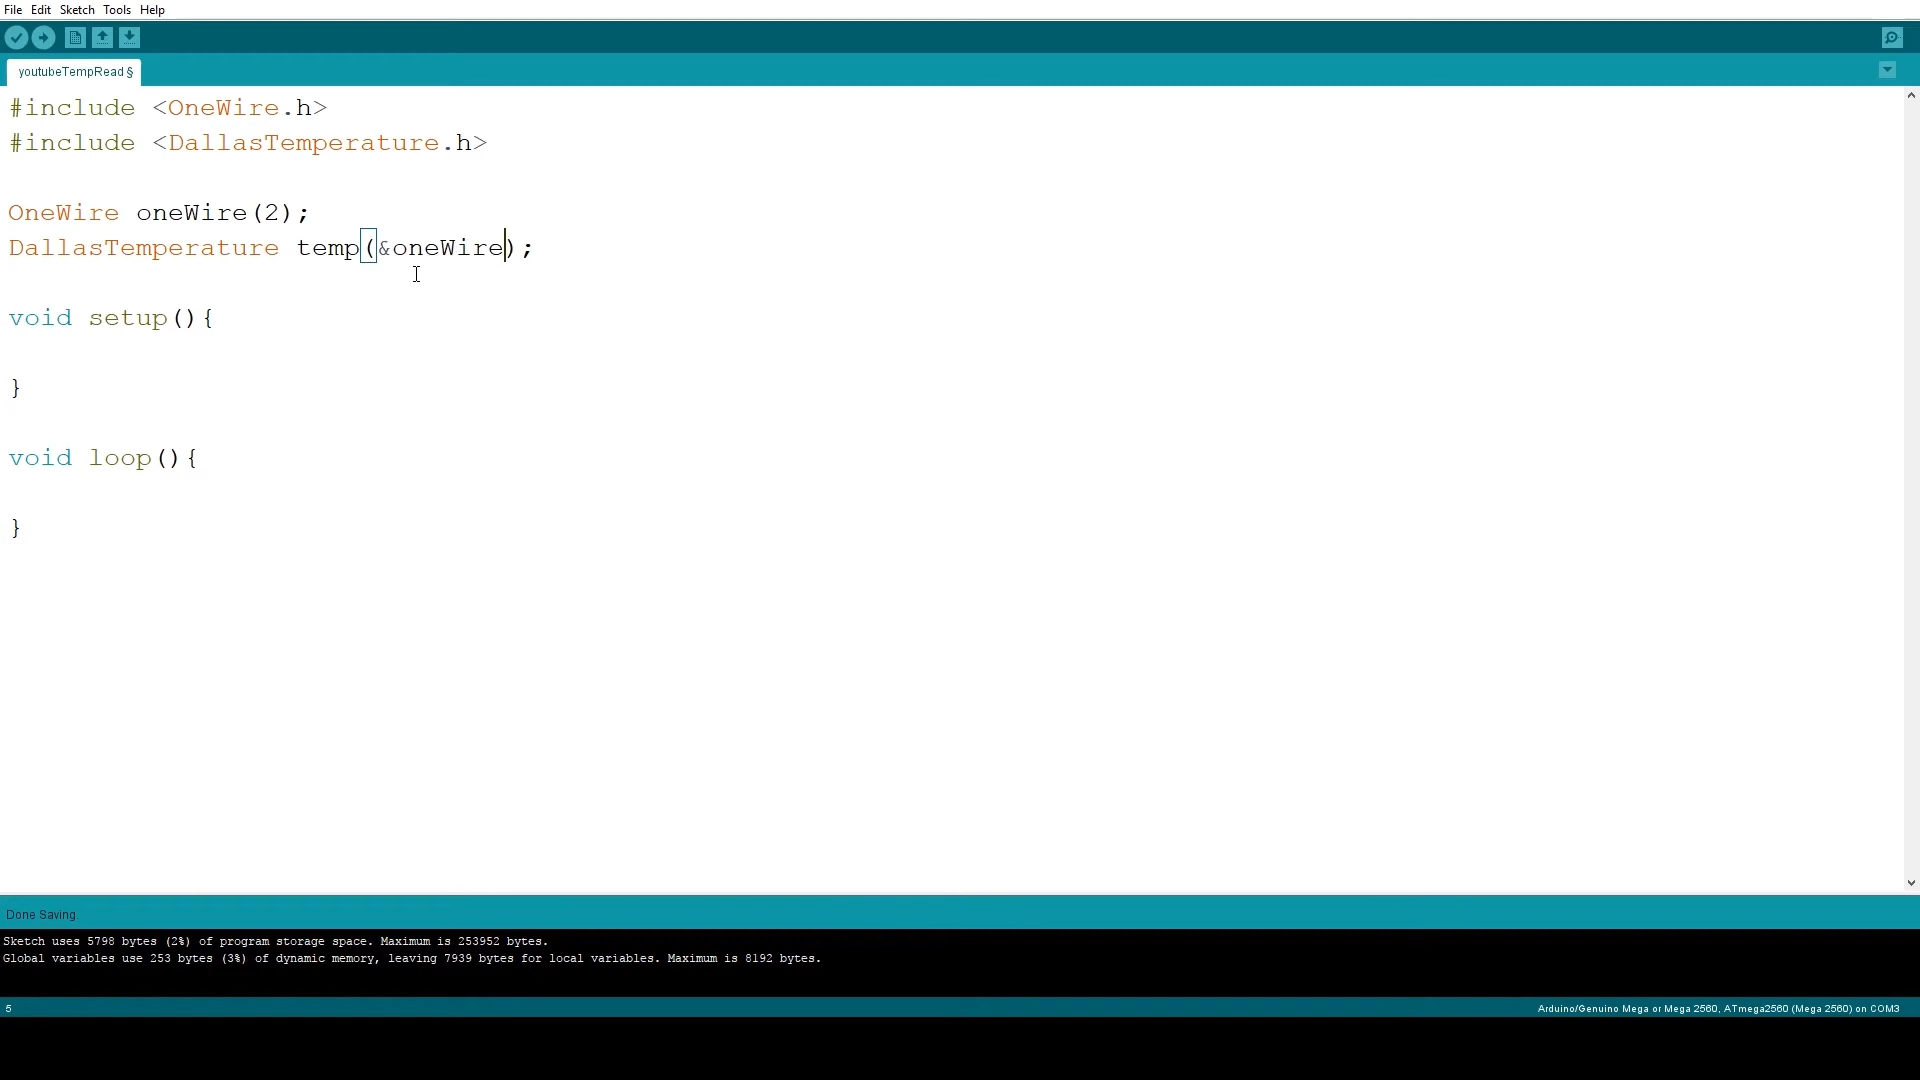 File Edit Sketch Tools Help
youtubeTempRead §
#include <OneWire.h>
#include <DallasTemperature.h>
OneWire oneWire(2);
DallasTemperature temp(&oneWire);
void setup(){
}
void loop(){
}
Done Saving.
Sketch uses 5798 bytes (2%) of program storage space. Maximum is 253952 bytes.
Global variables use 253 bytes (3%) of dynamic memory, leaving 7939 bytes for local variables. Maximum is 8192 bytes.
5 Arduino/Genuino Mega or Mega 2560, ATmega2560 (Mega 2560) on COM3